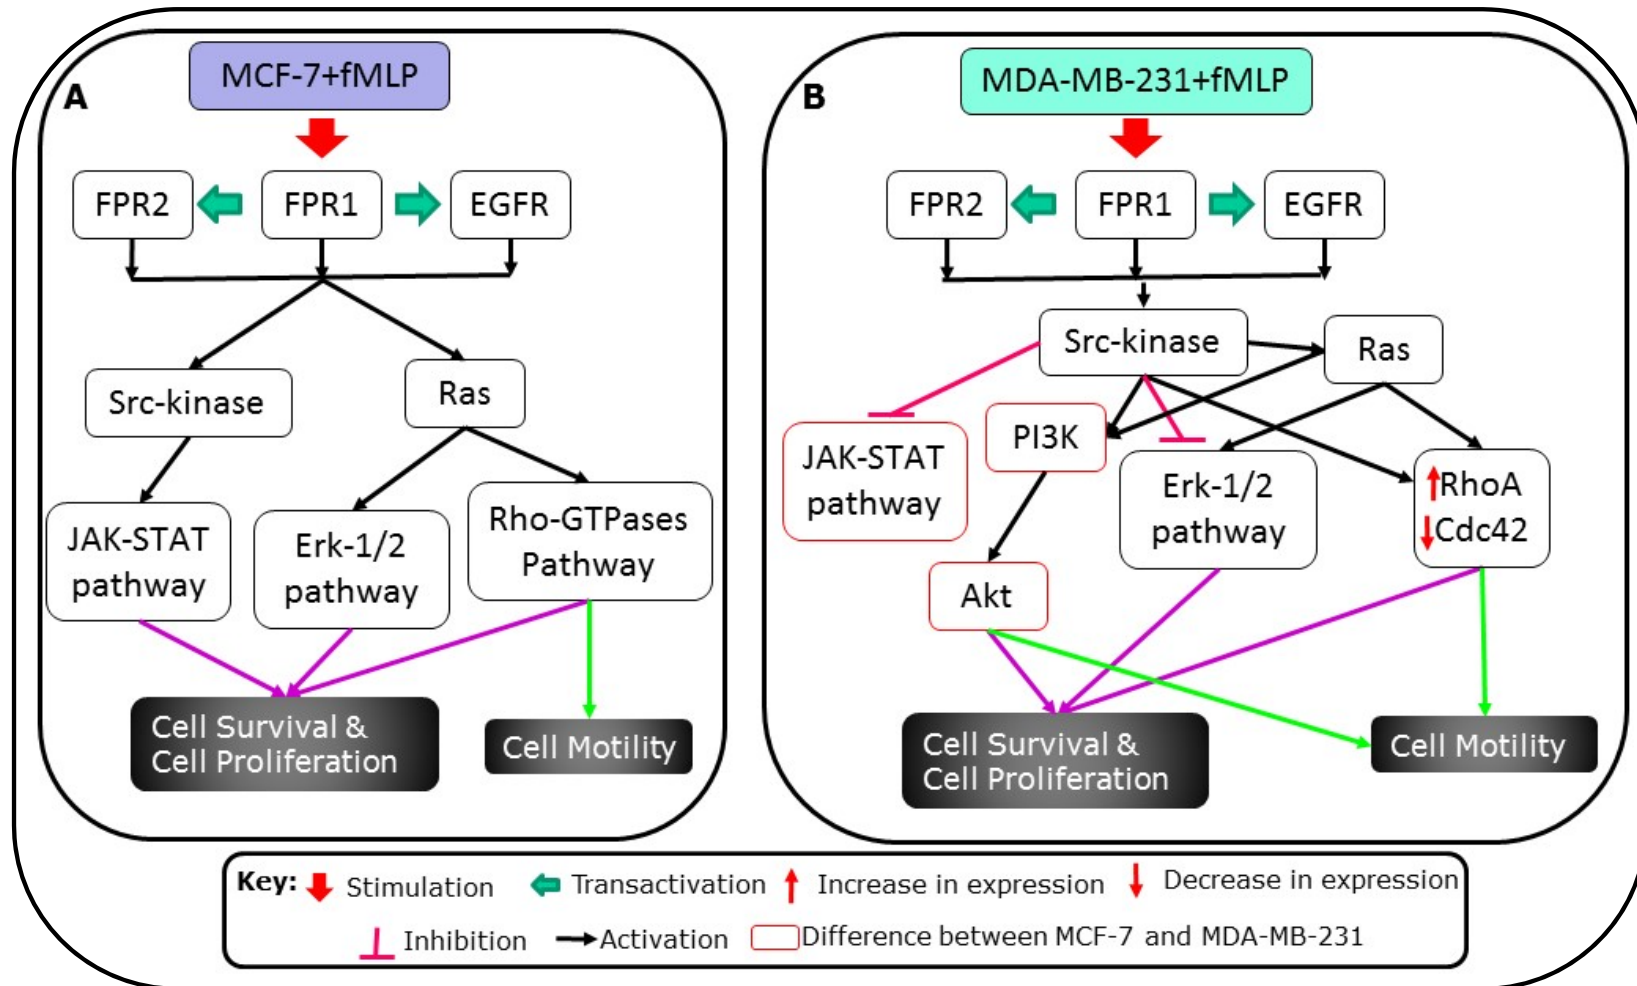 A
MCF-7+fMLP
FPR2
FPR1
EGFR
Src-kinase
Ras
JAK-STAT
pathway
Erk-1/2
pathway
Rho-GTPases
Pathway
Cell Survival &
Cell Proliferation
Cell Motility
B
MDA-MB-231+fMLP
FPR2
FPR1
EGFR
Src-kinase
Ras
JAK-STAT
pathway
PI3K
Erk-1/2
pathway
RhoA
Cdc42
Akt
Cell Survival &
Cell Proliferation
Cell Motility
Key: Stimulation Transactivation Increase in expression Decrease in expression
Inhibition Activation Difference between MCF-7 and MDA-MB-231